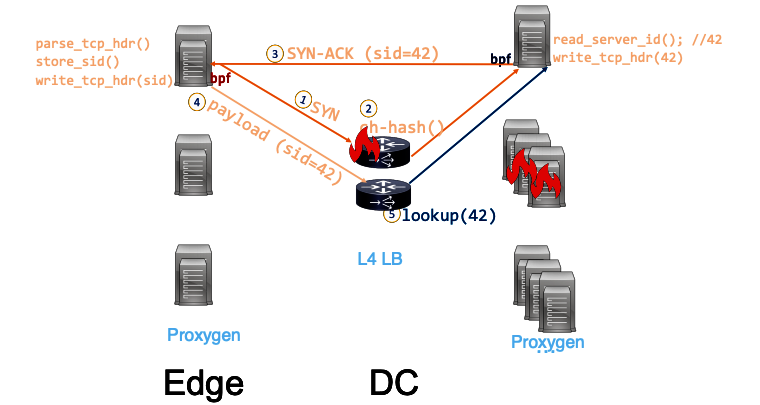 parse_tcp_hdr()
store_sid()
write_tcp_hdr(sid)
bpf
3 SYN-ACK (sid=42)
bpf
read_server_id(); //42
write_tcp_hdr(42)
1 SYN
2
ch-hash()
4 payload (sid=42)
5 lookup(42)
L4 LB
Proxygen
Proxygen
Edge
DC